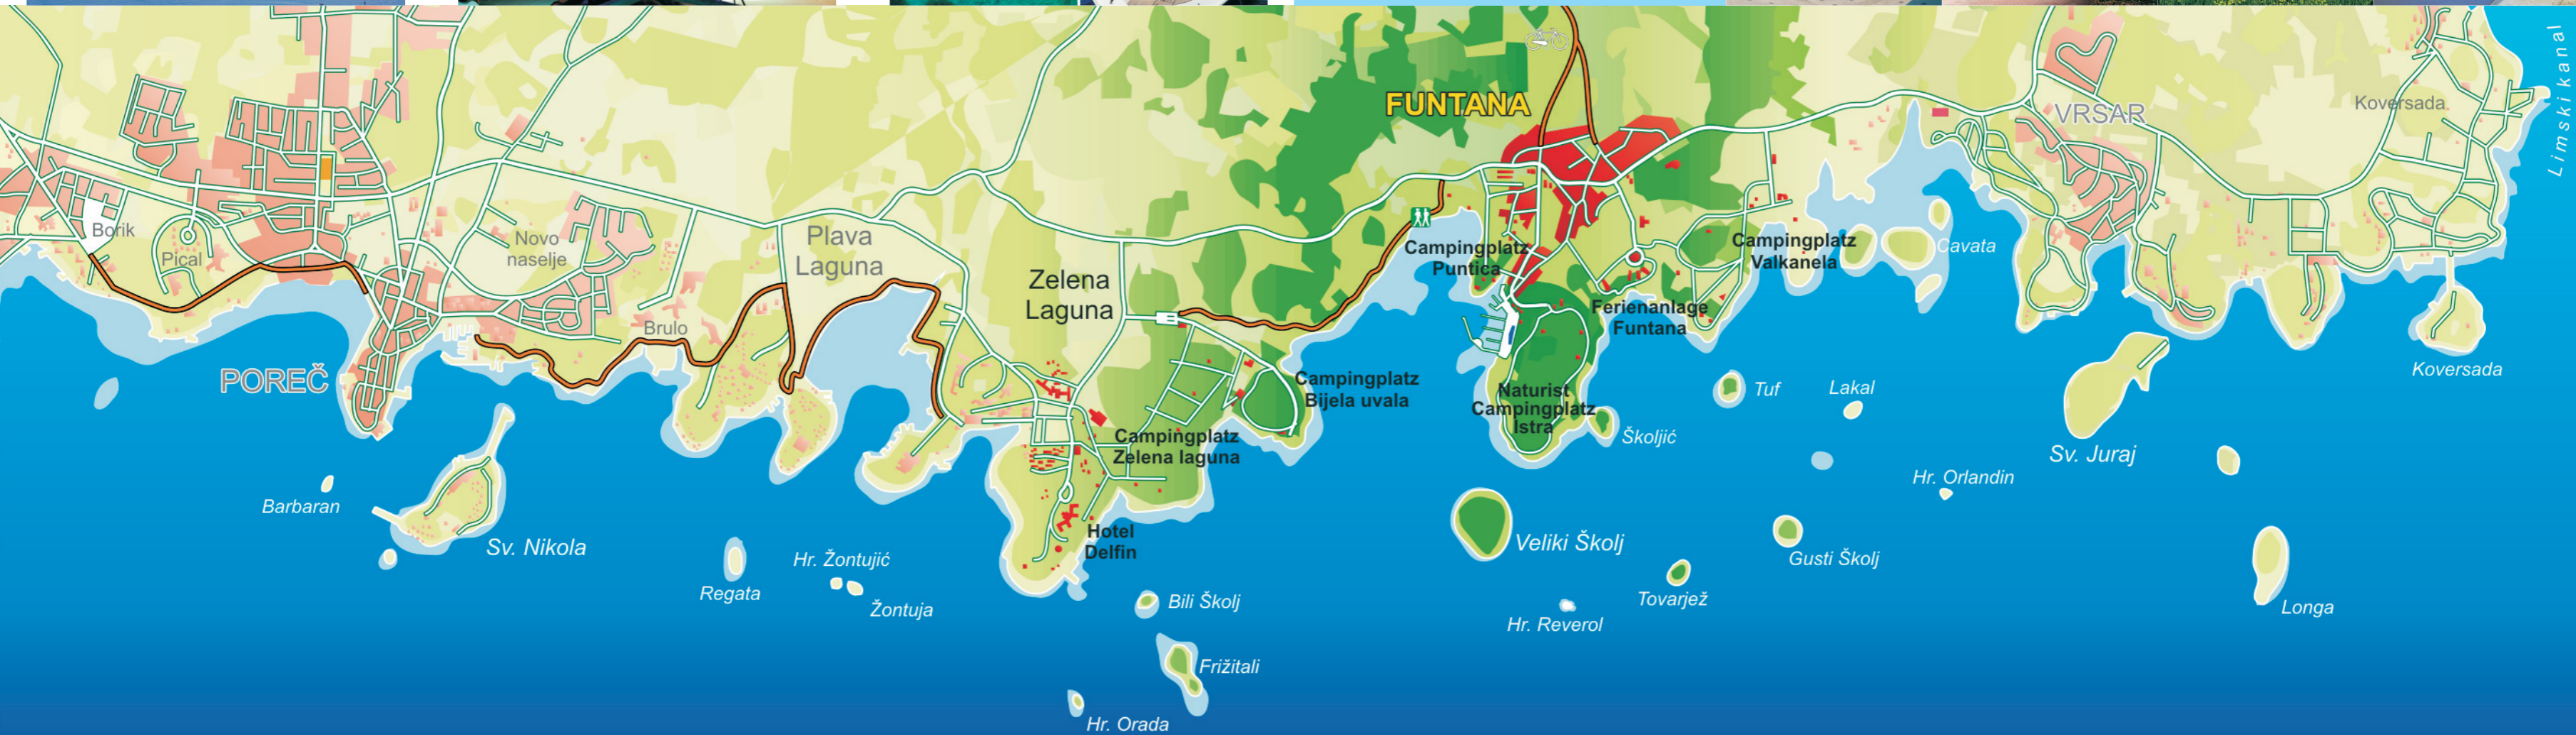 FUNTANA
VRSAR
Koversada
Limski kanal
Borik
Pical
Novo
naselje
Plava
Laguna
Zelena
Laguna
Campingplatz
Puntica
Campingplatz
Valkanela
Cavata
Brulo
Ferienanlage
Funtana
POREČ
Campingplatz
Bijela uvala
Naturist
Campingplatz
Istra
Tuf
Lakal
Koversada
Campingplatz
Zelena laguna
Školjić
Sv. Juraj
Hr. Orlandin
Barbaran
Sv. Nikola
Hotel
Delfin
Veliki Školj
Gusti Školj
Regata
Hr. Žontujić
Žontuja
Bili Školj
Tovarjež
Hr. Reverol
Longa
Frižitali
Hr. Orada